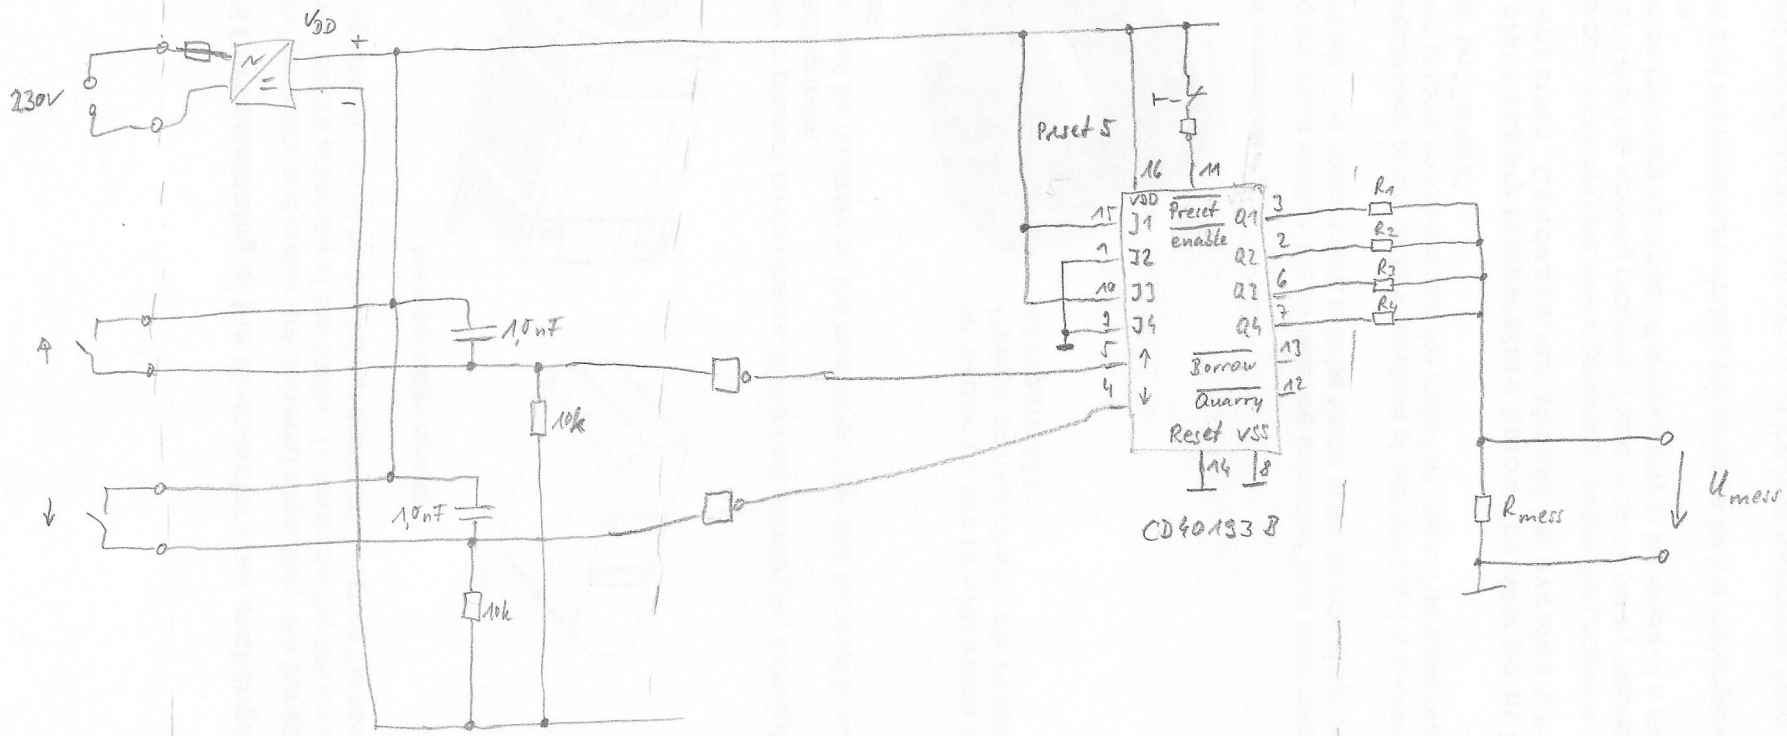 VDD
+
230V
~
=
-
Preset 5
16
11
VDD
Preset
enable
15
J1
1
J2
10
J3
9
J4
5
↑
4
↓
Q1
3
Q2
2
Q3
6
Q4
7
Borrow
13
Quarry
12
Reset
VSS
14
8
CD40193B
R1
R2
R3
R4
Rmess
Umess
↑
1,0nF
10k
↓
1,0nF
10k